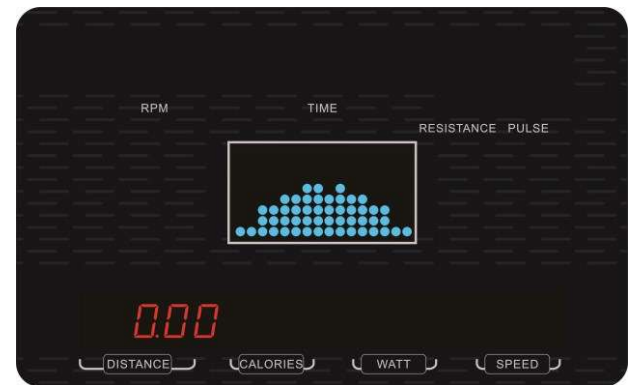 RPM TIME
RESISTANCE PULSE
0.00
DISTANCE CALORIES WATT SPEED